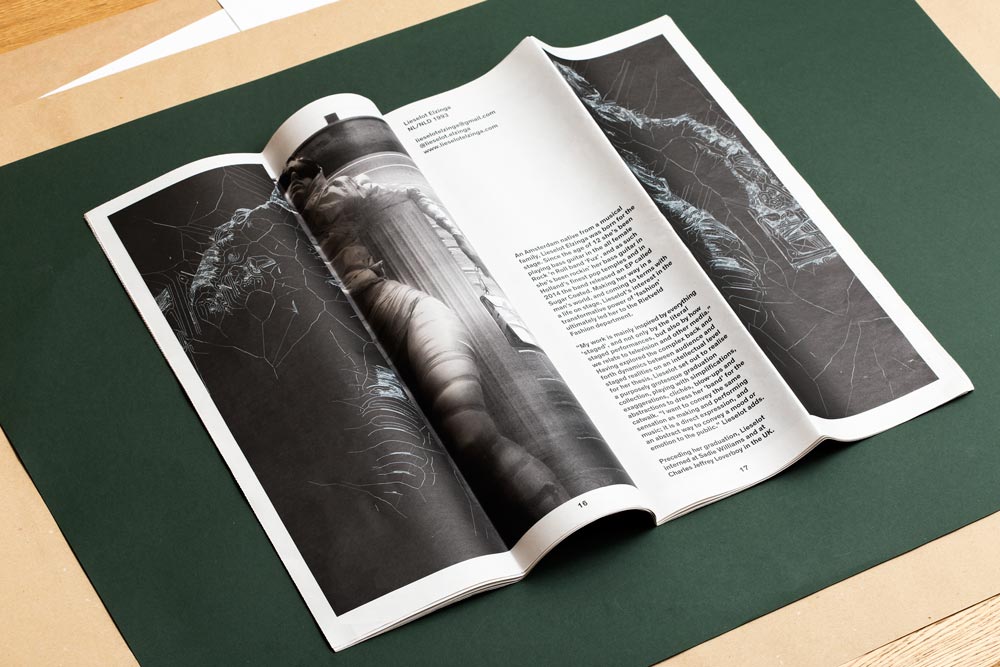 Lieselot Elzinga
NL/NLD 1993
lieselotelzinga@gmail.com
@lieselot.elzinga
www.lieselotelzinga.com
An Amsterdam native from a musical
family, Lieselot Elzinga was born for the
stage. Since the age of 12 she's been
playing bass guitar in the all female
Rock 'n Roll band 'Fuz', and as such
she's been rockin' her bass guitar in
Holland's finest pop temples and in
2014 the band released an EP called
Sugar Coated. Making her way in a
man's world, and coming to terms with
a life on stage, Lieselot's interest in the
transformative power of 'fashion'
ultimately led her to the Rietveld
Fashion department.
"My work is mainly inspired by everything
'staged', and not only by the literal
staged performances, but also by how
we relate to television and other media."
Having explored the complex back and
forth dynamics between audience and
staged realities on an intellectual level
for her thesis, Lieselot set out to realise
a purposly grotesque graduation
collection, playing with simplifications,
exaggerations, clichés, blow-ups and
abstractions to dress her 'band' for the
catwalk. "I want to convey the same
sensation as making and performing
music; it is a direct expression, and
an abstract way to convey a mood or
emotion to the public." Lieselot adds.
Preceding her graduation, Lieselot
interned at Sadie Williams and at
Charles Jeffrey Loverboy in the UK.
16
17